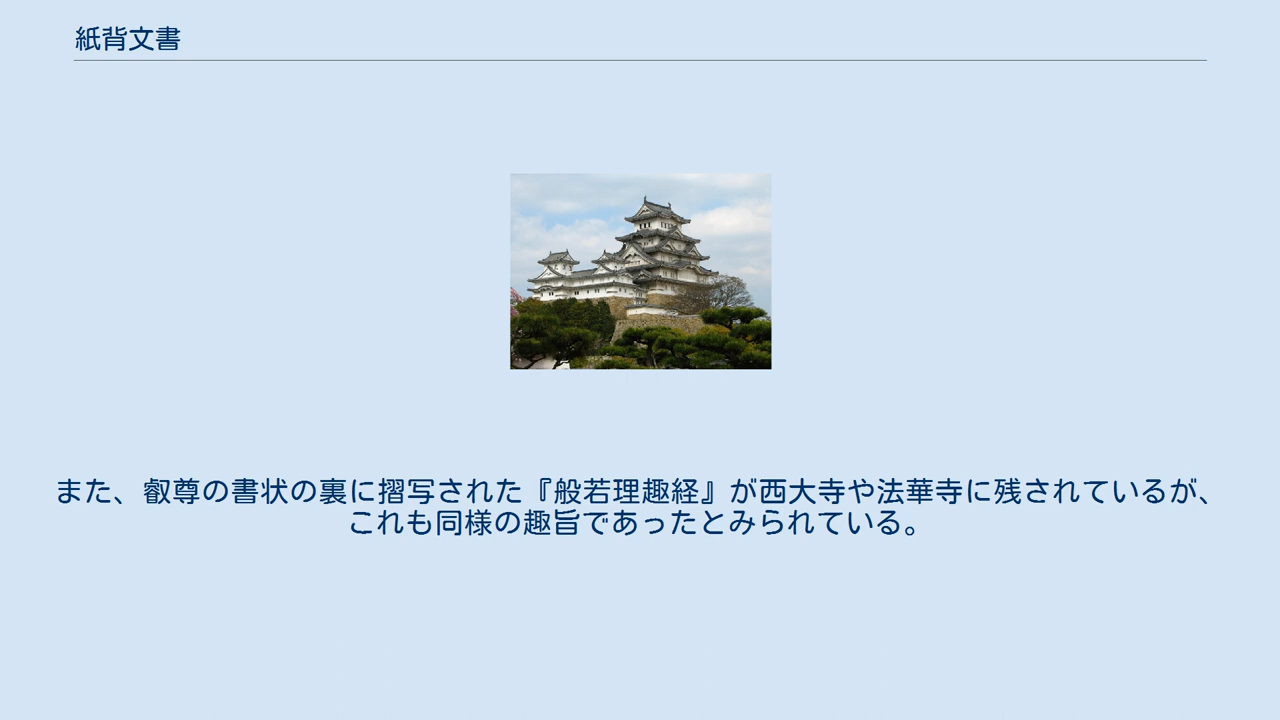 紙背文書
また、叡尊の書状の裏に摺写された『般若理趣経』が西大寺や法華寺に残されているが、
これも同様の趣旨であったとみられている。